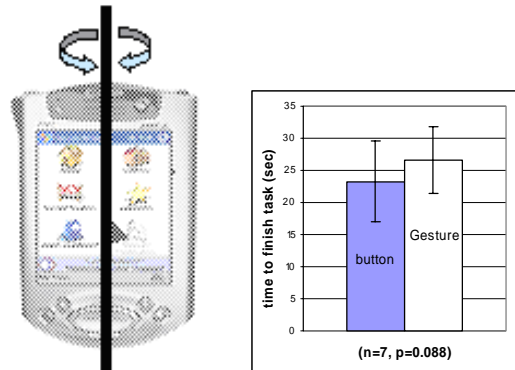 35
30
25
20
15
10
5
0
time to finish task (sec)
button
Gesture
(n=7, p=0.088)